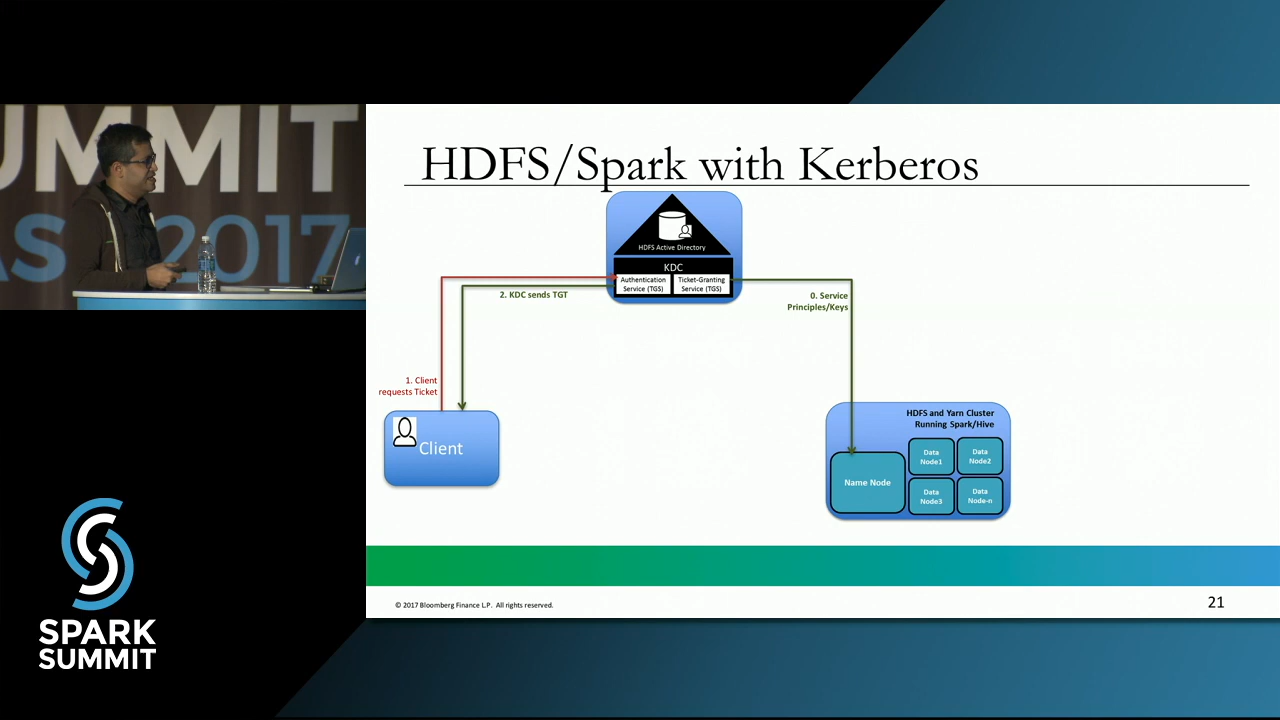 UMMIT
AS 2017
HDFS/Spark with Kerberos
HDFS Active Directory
KDC
Authentication
Service (TGS)
Ticket-Granting
Service (TGS)
2. KDC sends TGT
0. Service
Principles/Keys
1. Client
requests Ticket
Client
HDFS and Yarn Cluster
Running Spark/Hive
Name Node
Data
Node1
Data
Node2
Data
Node3
Data
Node-n
© 2017 Bloomberg Finance L.P. All rights reserved.
21
SPARK
SUMMIT